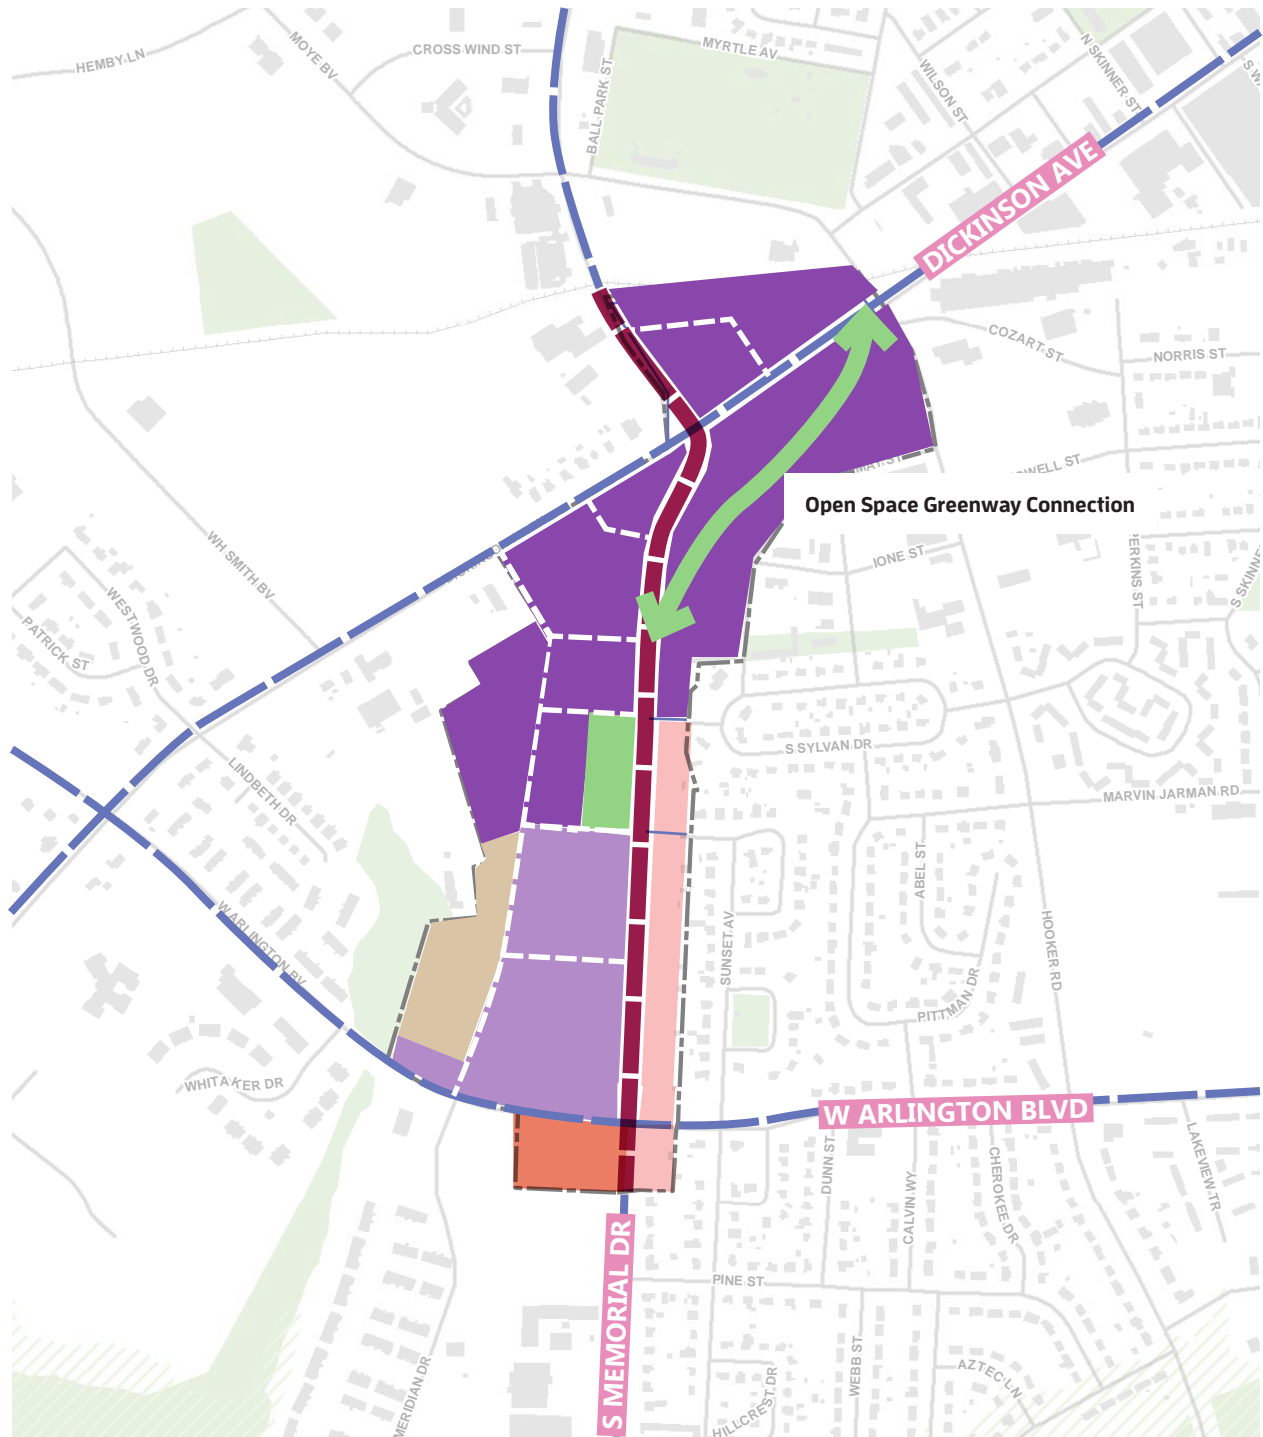 HEMBY LN
MOYE BV
CROSS WIND ST
BALL PARK ST
MYRTLE AV
WILSON ST
N SKINNER ST
DICKINSON AVE
COZART ST
NORRIS ST
Open Space Greenway Connection
IONE ST
PERKINS ST
WH SMITH BV
WESTWOOD DR
PATRICK ST
LINDBETH DR
S SYLVAN DR
MARVIN JARMAN RD
ABEL ST
SUNSET AV
HOOKER RD
W ARLINGTON BV
PITTMAN DR
WHITAKER DR
W ARLINGTON BLVD
DUNN ST
CALVIN WY
CHEROKEE DR
LAKEVIEW TR
S MEMORIAL DR
PINE ST
MERIDIAN DR
WEBB ST
AZTEC LN
HILLCREST DR